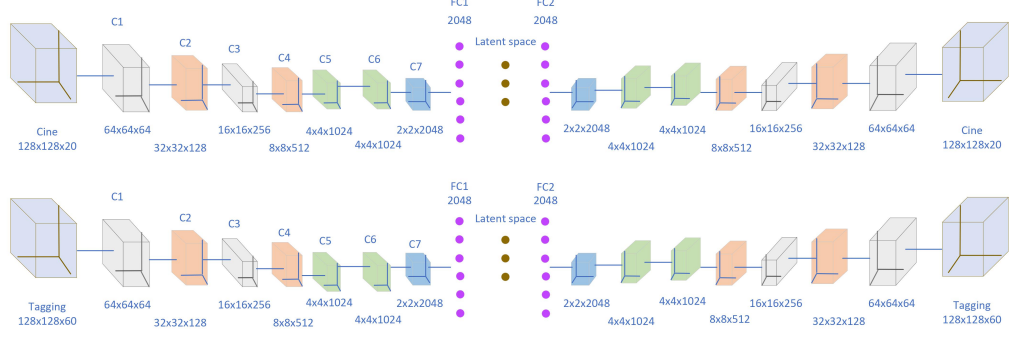 FC1
FC2
2048
2048
C1
C2
C3
C4
C5
C6
C7
Latent space
Cine
128x128x20
64x64x64
32x32x128
16x16x256
8x8x512
4x4x1024
4x4x1024
2x2x2048
2x2x2048
4x4x1024
4x4x1024
8x8x512
16x16x256
32x32x128
64x64x64
Cine
128x128x20
FC1
FC2
2048
2048
C1
C2
C3
C4
C5
C6
C7
Latent space
Tagging
128x128x60
64x64x64
32x32x128
16x16x256
8x8x512
4x4x1024
4x4x1024
2x2x2048
2x2x2048
4x4x1024
4x4x1024
8x8x512
16x16x256
32x32x128
64x64x64
Tagging
128x128x60